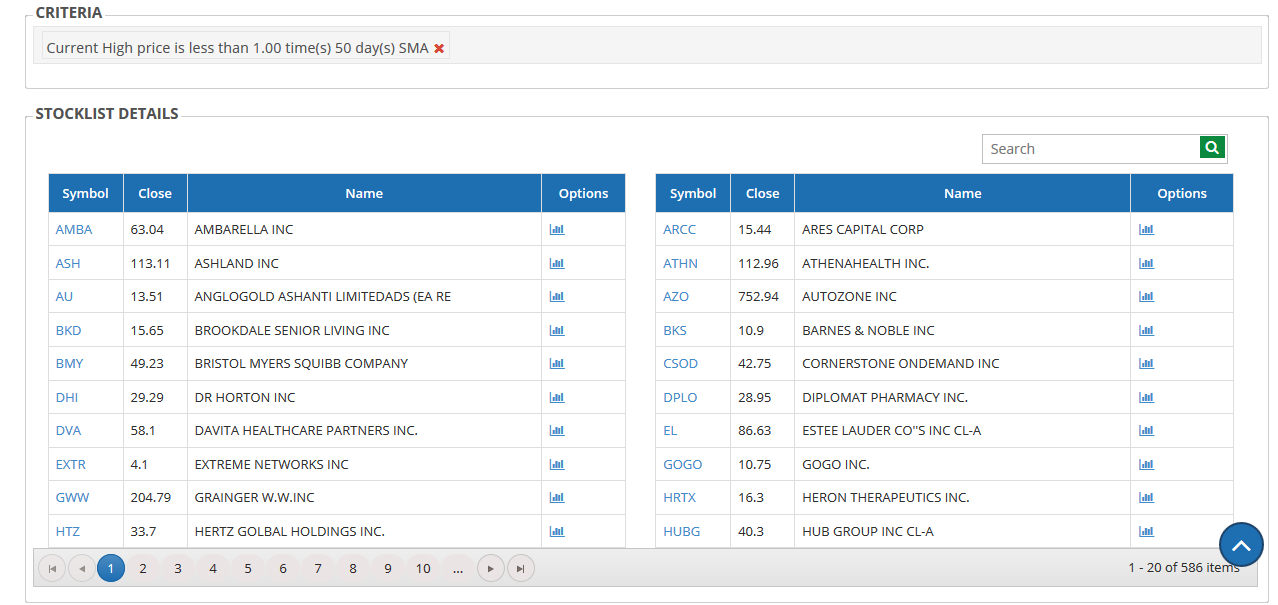 CRITERIA
Current High price is less than 1.00 time(s) 50 day(s) SMA
STOCKLIST DETAILS
Search
Symbol Close Name Options Symbol Close Name Options
AMBA 63.04 AMBARELLA INC ARCC 15.44 ARES CAPITAL CORP
ASH 113.11 ASHLAND INC ATHN 112.96 ATHENAHEALTH INC.
AU 13.51 ANGLOGOLD ASHANTI LIMITEDADS (EA RE AZO 752.94 AUTOZONE INC
BKD 15.65 BROOKDALE SENIOR LIVING INC BKS 10.9 BARNES & NOBLE INC
BMY 49.23 BRISTOL MYERS SQUIBB COMPANY CSOD 42.75 CORNERSTONE ONDEMAND INC
DHI 29.29 DR HORTON INC DPLO 28.95 DIPLOMAT PHARMACY INC.
DVA 58.1 DAVITA HEALTHCARE PARTNERS INC. EL 86.63 ESTEE LAUDER CO"S INC CL-A
EXTR 4.1 EXTREME NETWORKS INC GOGO 10.75 GOGO INC.
GWW 204.79 GRAINGER W.W.INC HRTX 16.3 HERON THERAPEUTICS INC.
HTZ 33.7 HERTZ GOLBAL HOLDINGS INC. HUBG 40.3 HUB GROUP INC CL-A
1 2 3 4 5 6 7 8 9 10 ... 1 - 20 of 586 items